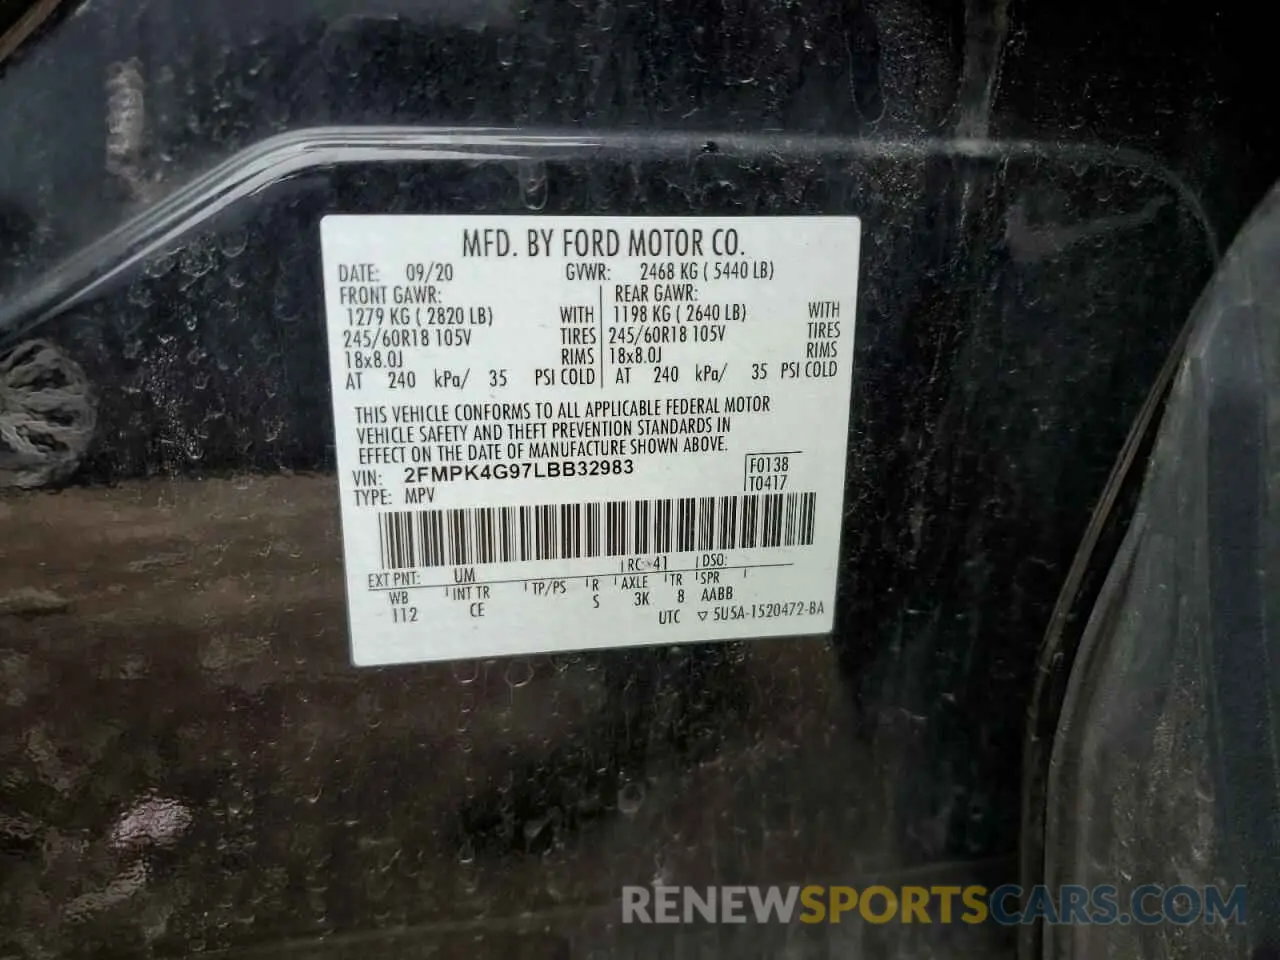 MFD. BY FORD MOTOR CO.
DATE: 09/20 GVWR: 2468 KG ( 5440 LB)
FRONT GAWR: REAR GAWR:
1279 KG ( 2820 LB) WITH 1198 KG ( 2640 LB) WITH
245/60R18 105V TIRES 245/60R18 105V TIRES
18x8.0J RIMS 18x8.0J RIMS
AT 240 kPa/ 35 PSI COLD AT 240 kPa/ 35 PSI COLD
THIS VEHICLE CONFORMS TO ALL APPLICABLE FEDERAL MOTOR
VEHICLE SAFETY AND THEFT PREVENTION STANDARDS IN
EFFECT ON THE DATE OF MANUFACTURE SHOWN ABOVE.
VIN: 2FMPK4G97LBB32983 F0138
TYPE: MPV T0417
EXT PNT: UM RC: 41 DSO:
WB INT TR TP/PS R AXLE TR SPR
112 CE S 3K 8 AABB
UTC ▽ 5U5A-1520472-BA
RENEWSPORTSCARS.COM